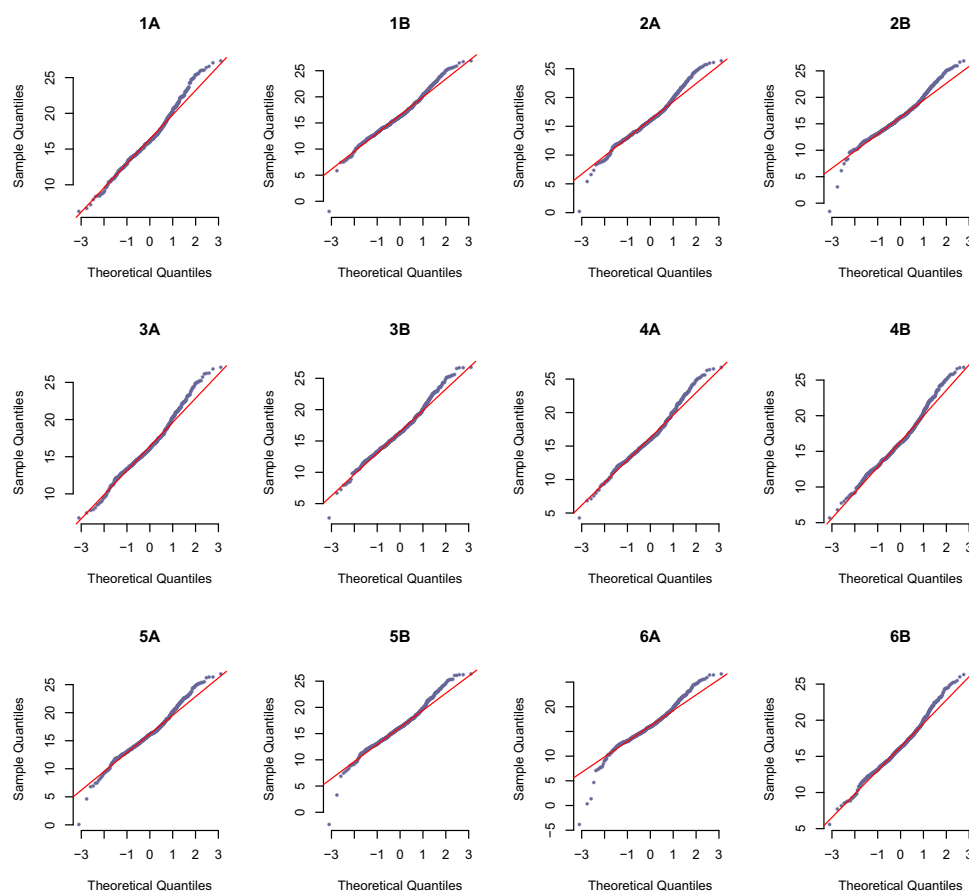 1A 1B 2A 2B
Sample Quantiles Sample Quantiles Sample Quantiles Sample Quantiles
10 15 20 25
0 5 10 15 20 25
0 5 10 15 20 25
0 5 10 15 20 25
−3 −1 0 1 2 3 −3 −1 0 1 2 3 −3 −1 0 1 2 3 −3 −1 0 1 2 3
Theoretical Quantiles Theoretical Quantiles Theoretical Quantiles Theoretical Quantiles
3A 3B 4A 4B
Sample Quantiles Sample Quantiles Sample Quantiles Sample Quantiles
10 15 20 25
5 10 15 20 25
5 10 15 20 25
5 10 15 20 25
−3 −1 0 1 2 3 −3 −1 0 1 2 3 −3 −1 0 1 2 3 −3 −1 0 1 2 3
Theoretical Quantiles Theoretical Quantiles Theoretical Quantiles Theoretical Quantiles
5A 5B 6A 6B
Sample Quantiles Sample Quantiles Sample Quantiles Sample Quantiles
0 5 10 15 20 25
0 5 10 15 20 25
−5 0 5 10 15 20
5 10 15 20 25
−3 −1 0 1 2 3 −3 −1 0 1 2 3 −3 −1 0 1 2 3 −3 −1 0 1 2 3
Theoretical Quantiles Theoretical Quantiles Theoretical Quantiles Theoretical Quantiles